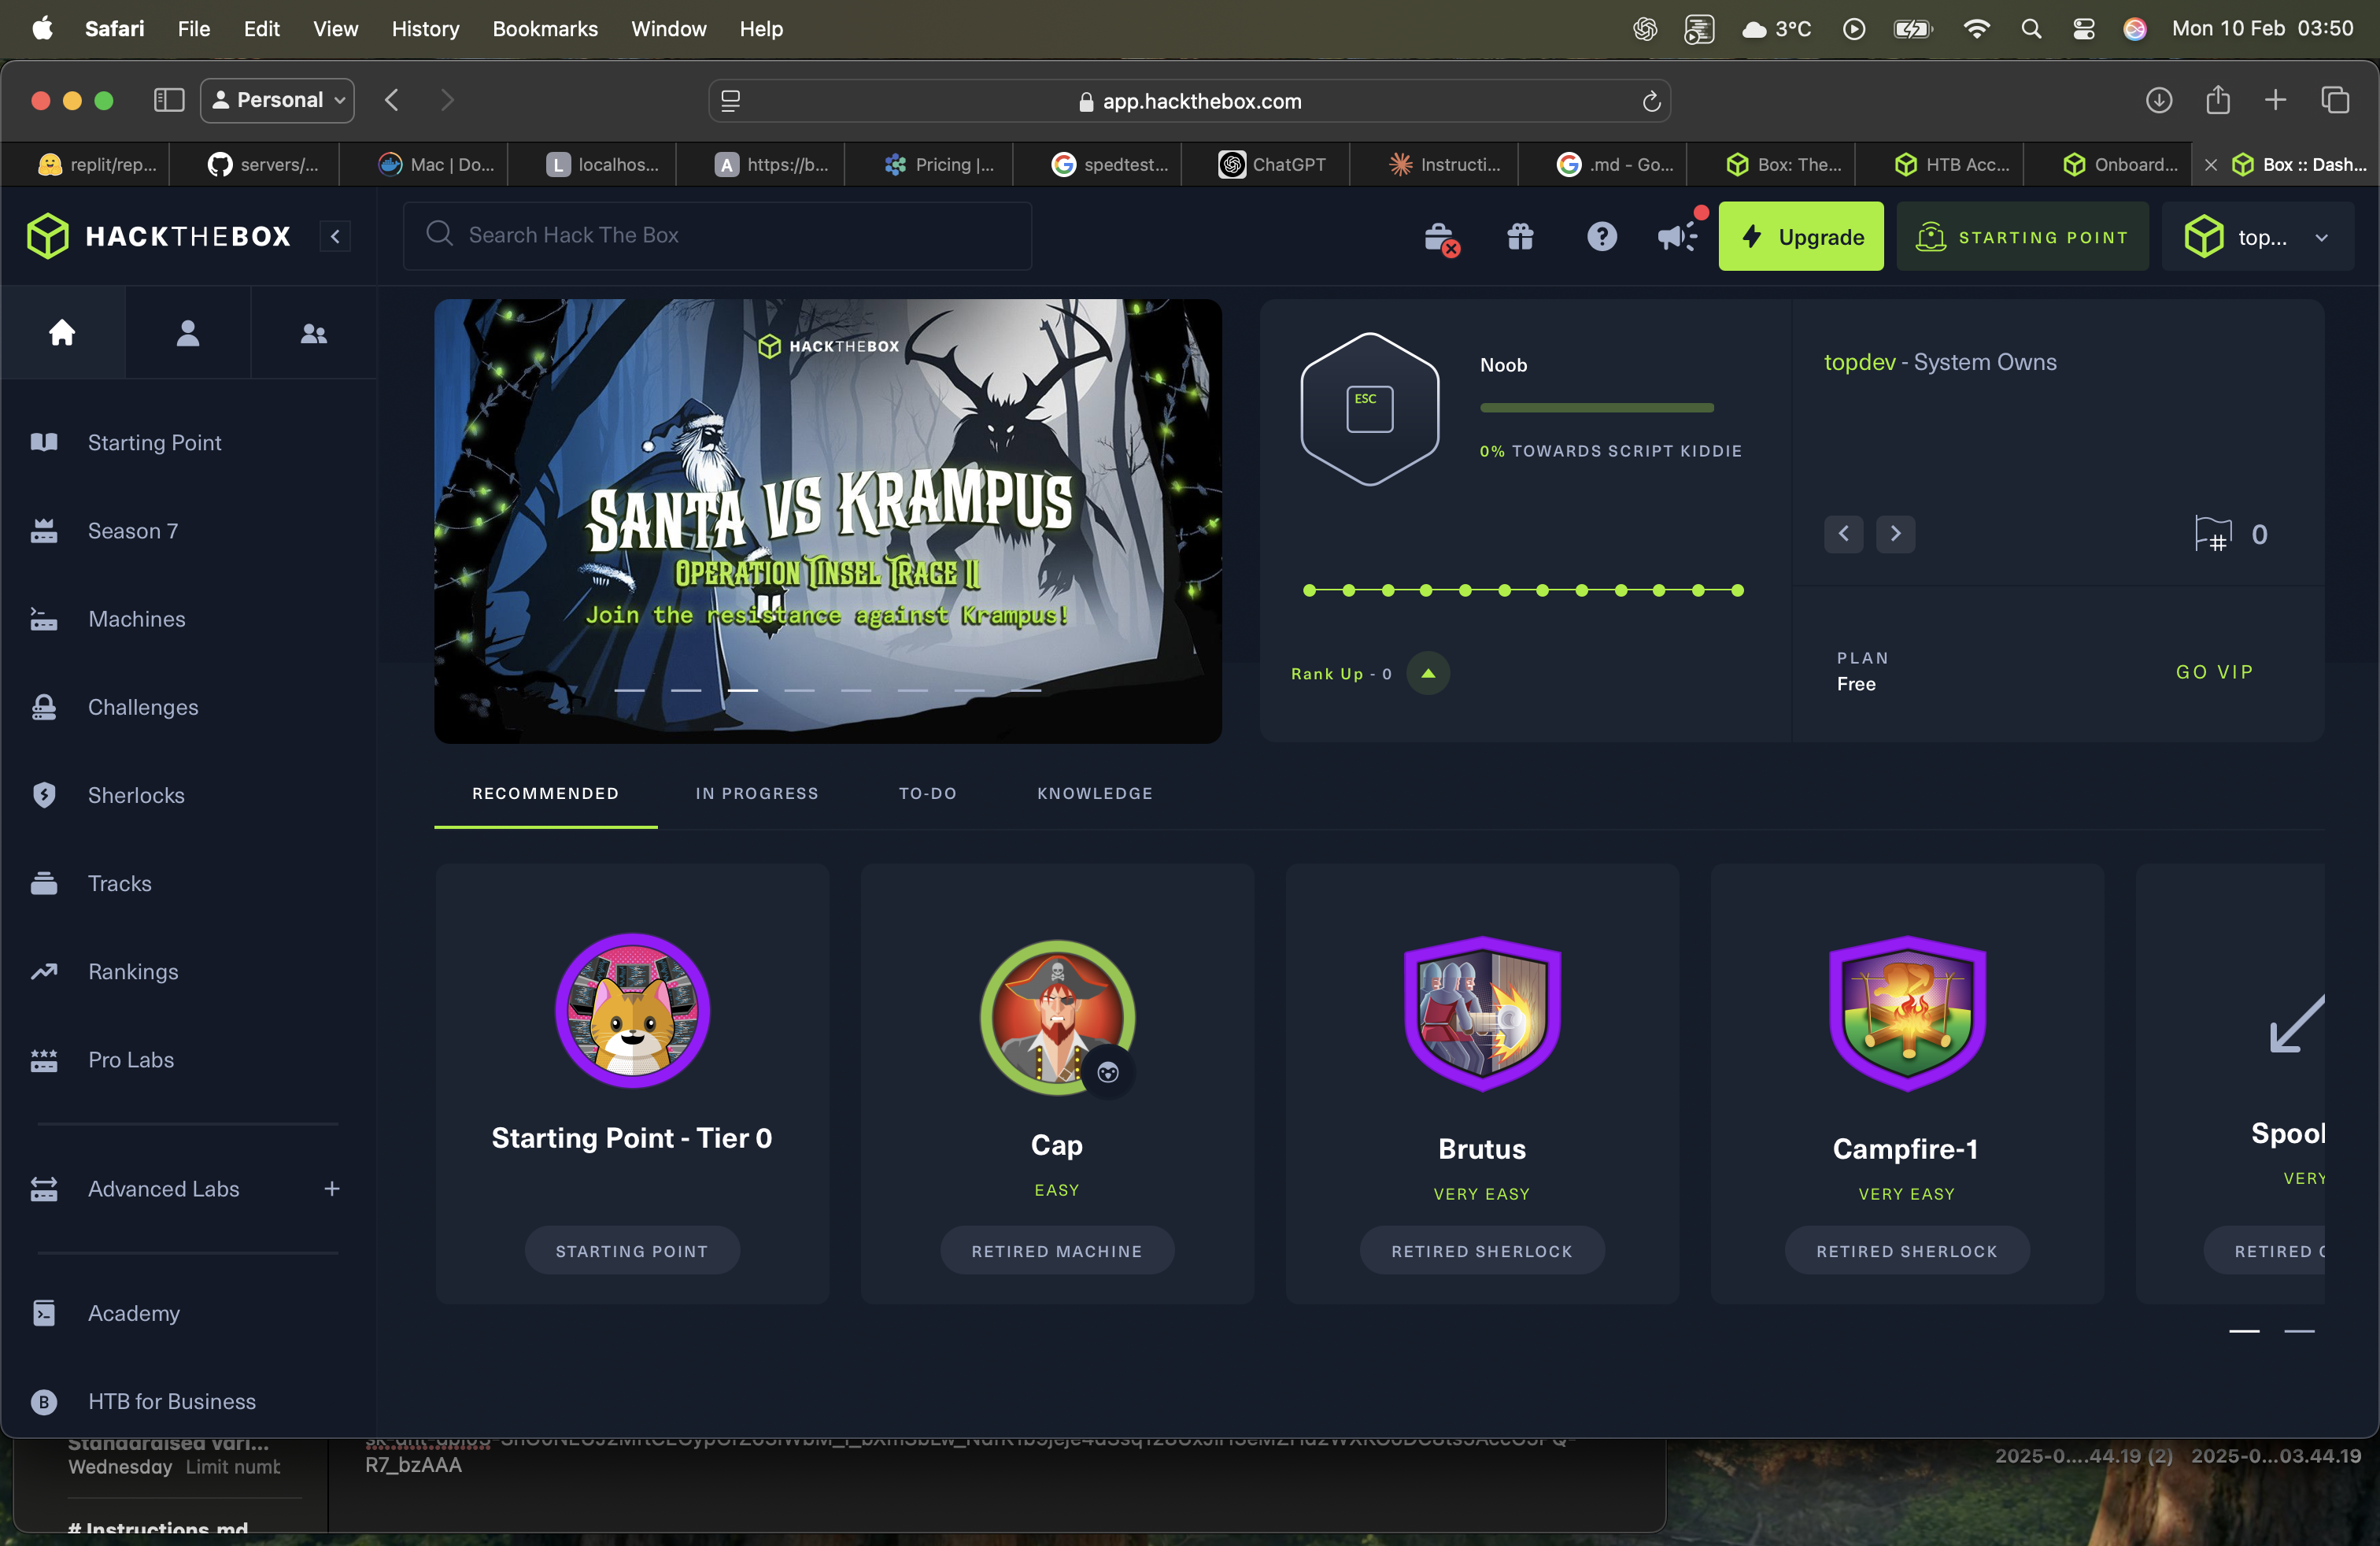 Safari File Edit View History Bookmarks Window Help 3°C Mon 10 Feb 03:50
Personal app.hackthebox.com
replit/rep... servers/... Mac | Do... L localhos... A https://b... Pricing |... spedtest... ChatGPT Instructi... .md - Go... Box: The... HTB Acc... Onboard... Box :: Dash...
HACKTHEBOX Search Hack The Box Upgrade STARTING POINT top...
Starting Point
Season 7
Machines
Challenges
Sherlocks
Tracks
Rankings
Pro Labs
Advanced Labs +
Academy
B HTB for Business
HACKTHEBOX
SANTA VS KRAMPUS
OPERATION TINSEL TRACE II
Join the resistance against Krampus!
ESC
Noob
0% TOWARDS SCRIPT KIDDIE
Rank Up - 0
topdev - System Owns
0
PLAN
Free
GO VIP
RECOMMENDED IN PROGRESS TO-DO KNOWLEDGE
Starting Point - Tier 0
STARTING POINT
Cap
EASY
RETIRED MACHINE
Brutus
VERY EASY
RETIRED SHERLOCK
Campfire-1
VERY EASY
RETIRED SHERLOCK
VERY
RETIRED
Standardised vari...
Wednesday Limit numb
# Instructions.md
R7_bzAAA
2025-0....44.19 (2) 2025-0...03.44.19